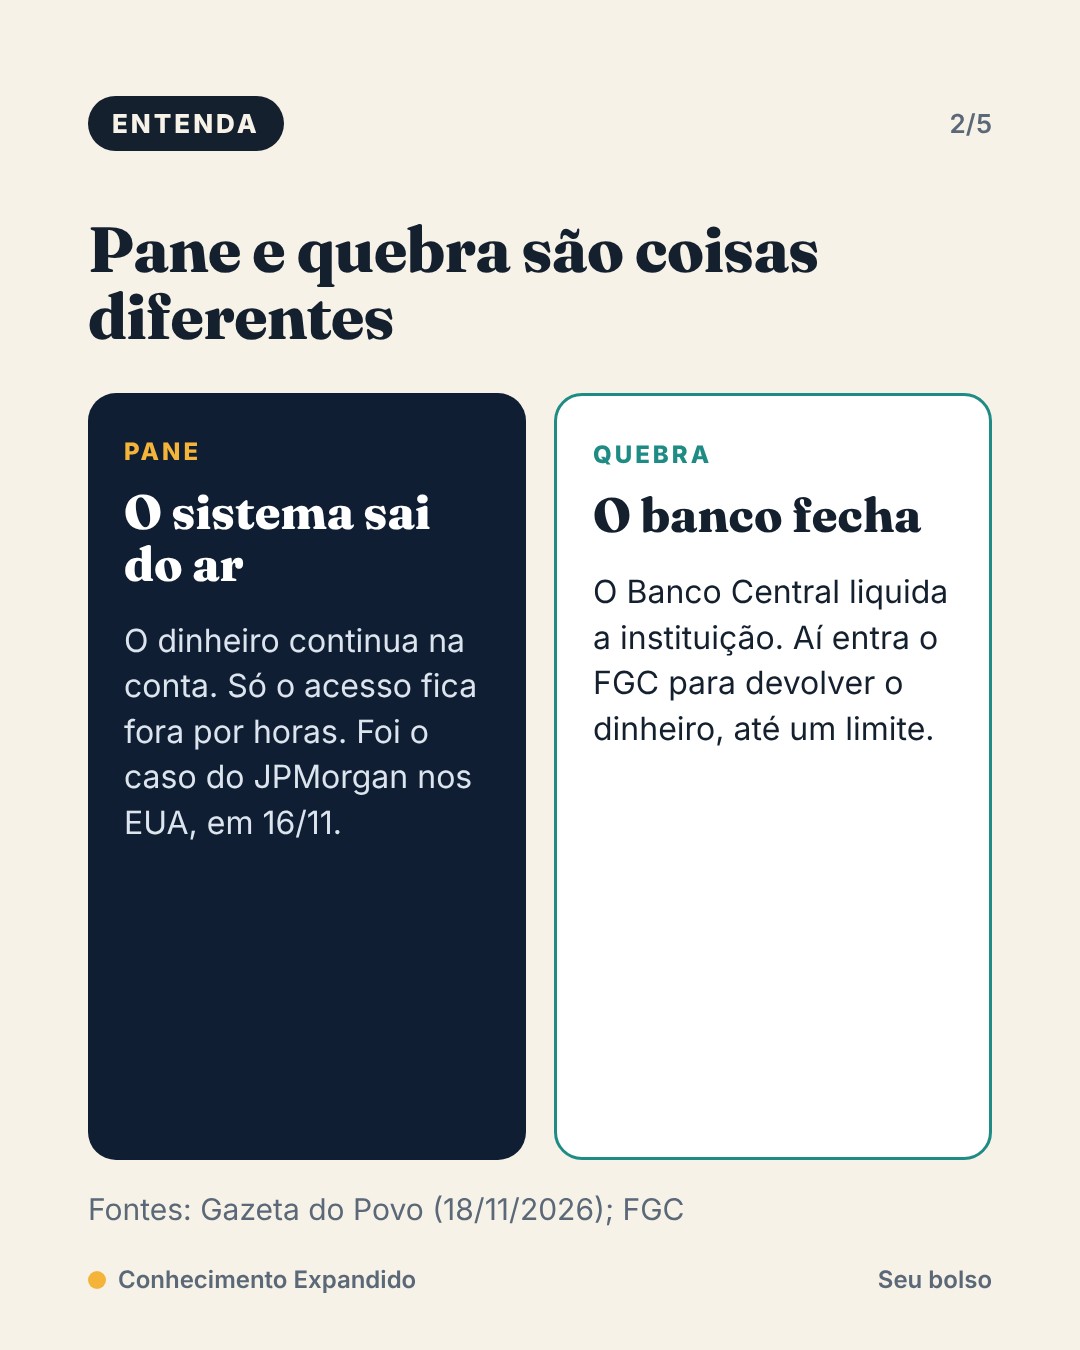 ENTENDA
2/5
Pane e quebra são coisas
diferentes
PANE
O sistema sai
do ar
O dinheiro continua na
conta. Só o acesso fica
fora por horas. Foi o
caso do JPMorgan nos
EUA, em 16/11.
QUEBRA
O banco fecha
O Banco Central liquida
a instituição. Aí entra o
FGC para devolver o
dinheiro, até um limite.
Fontes: Gazeta do Povo (18/11/2026); FGC
Conhecimento Expandido
Seu bolso